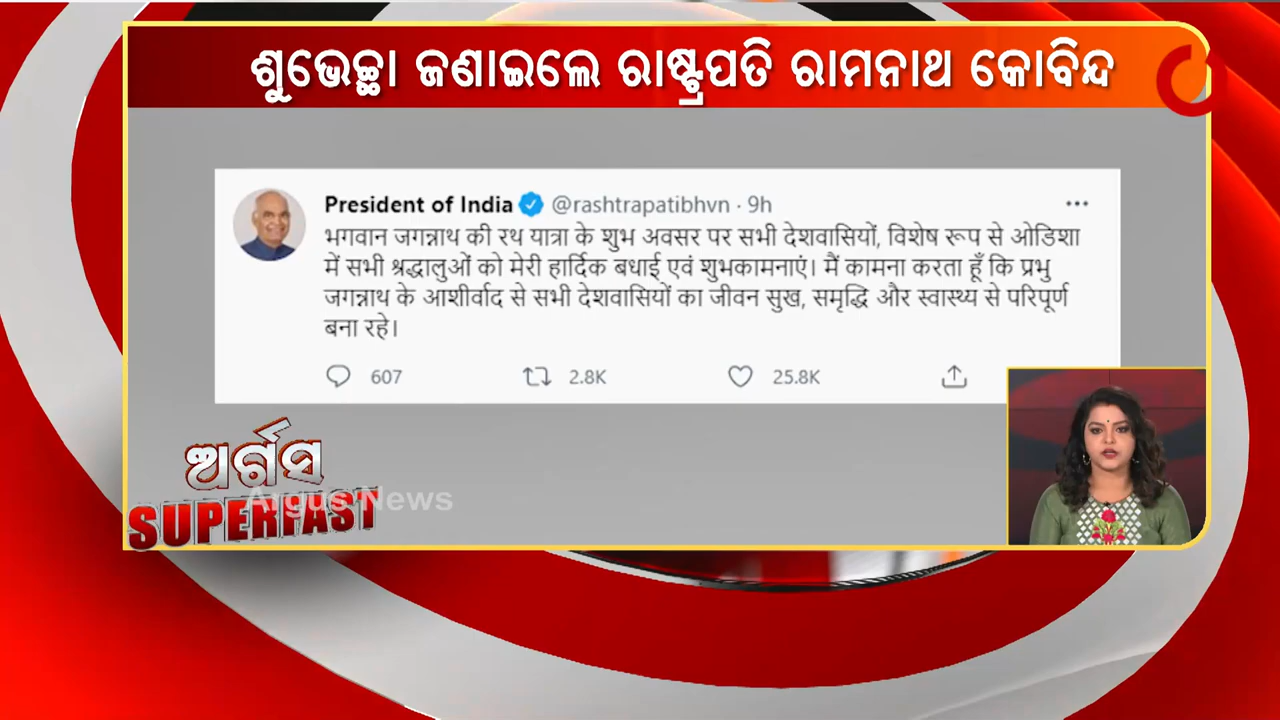 ଶୁଭେଚ୍ଛା ଜଣାଇଲେ ରାଷ୍ଟ୍ରପତି ରାମନାଥ କୋବିନ୍ଦ
President of India @rashtrapatibhvn · 9h
भगवान जगन्नाथ की रथ यात्रा के शुभ अवसर पर सभी देशवासियों, विशेष रूप से ओडिशा
में सभी श्रद्धालुओं को मेरी हार्दिक बधाई एवं शुभकामनाएं। मैं कामना करता हूँ कि प्रभु
जगन्नाथ के आशीर्वाद से सभी देशवासियों का जीवन सुख, समृद्धि और स्वास्थ्य से परिपूर्ण
बना रहे।
607 2.8K 25.8K
ଅର୍ଗସ
SUPERFAST
Argus News